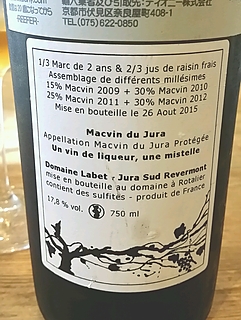 京都市伏見区奈良屋町408-1
TEL (075)622-0850
1/3 Marc de 2 ans & 2/3 jus de raisin frais
Assemblage de différents millésimes
15% Macvin 2009 + 30% Macvin 2010
25% Macvin 2011 + 30% Macvin 2012
Mise en bouteille le 26 Aout 2015
Macvin du Jura
Appellation Macvin du Jura Protégée
Un vin de liqueur, une mistelle
Domaine Labet - Jura Sud Revermont
mise en bouteille au domaine à Rotalier
contient des sulfites - produit de France
17,8 % vol.
750 ml